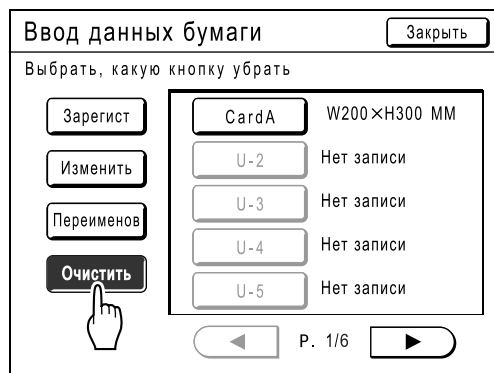 Ввод данных бумаги
Закрыть
Выбрать, какую кнопку убрать
Зарегист
CardA W200×H300 MM
Изменить
U-2 Нет записи
Переименов
U-3 Нет записи
U-4 Нет записи
Очистить
U-5 Нет записи
P. 1/6